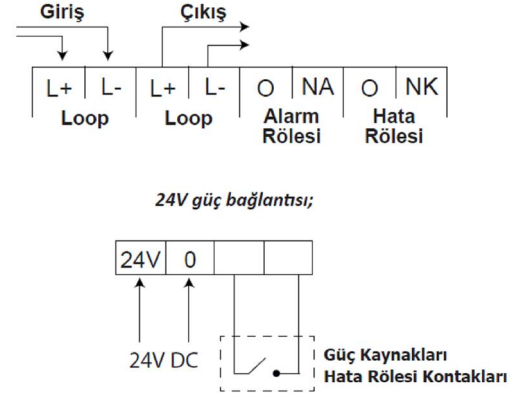 Giriş Çıkış
L+ L- L+ L- O NA O NK
Loop Loop Alarm Rölesi Hata Rölesi
24V güç bağlantısı;
24V 0
24V DC
Güç Kaynakları
Hata Rölesi Kontakları